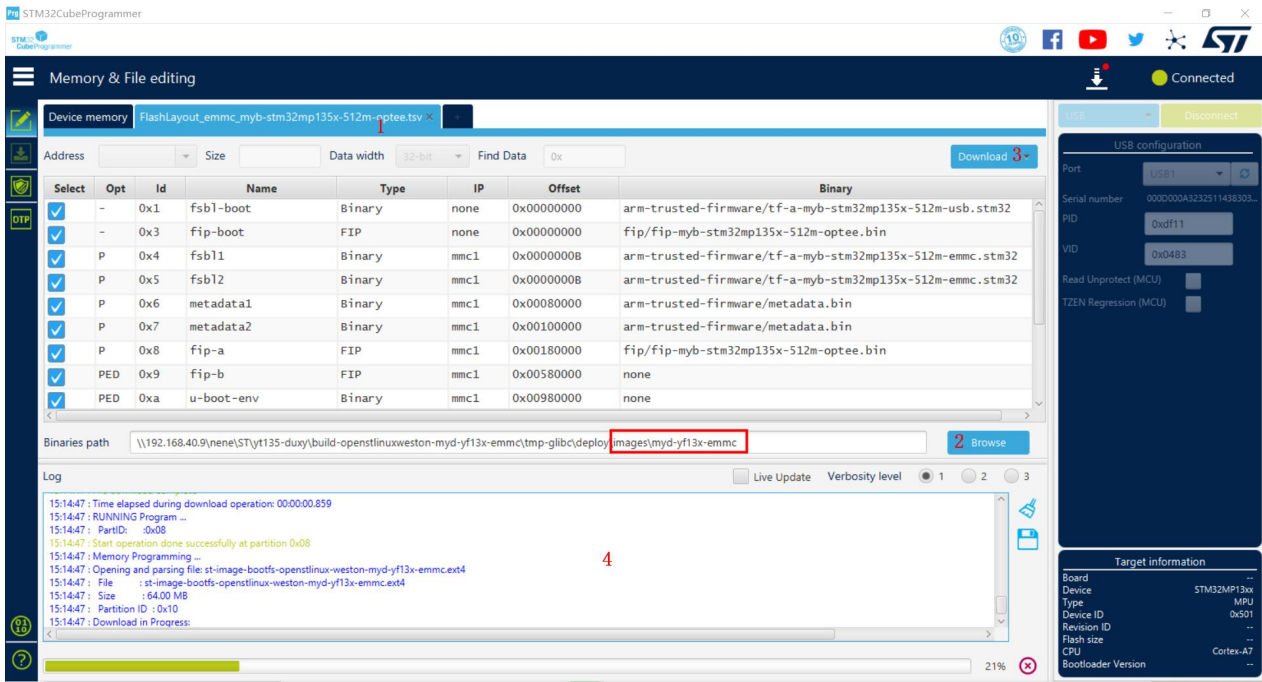 Prg STM32CubeProgrammer
STM32
CubeProgrammer
10
Memory & File editing
Connected
Device memory FlashLayout_emmc_myb-stm32mp135x-512m-optee.tsv × +
1
USB Disconnect
Address Size Data width 32-bit Find Data 0x Download 3
USB configuration
Port USB1
Serial number 000D000A3232511438303...
PID 0xdf11
VID 0x0483
Read Unprotect (MCU)
TZEN Regression (MCU)
OTP
Select Opt Id Name Type IP Offset Binary
- 0x1 fsbl-boot Binary none 0x00000000 arm-trusted-firmware/tf-a-myb-stm32mp135x-512m-usb.stm32
- 0x3 fip-boot FIP none 0x00000000 fip/fip-myb-stm32mp135x-512m-optee.bin
P 0x4 fsbl1 Binary mmc1 0x0000000B arm-trusted-firmware/tf-a-myb-stm32mp135x-512m-emmc.stm32
P 0x5 fsbl2 Binary mmc1 0x0000000B arm-trusted-firmware/tf-a-myb-stm32mp135x-512m-emmc.stm32
P 0x6 metadata1 Binary mmc1 0x00080000 arm-trusted-firmware/metadata.bin
P 0x7 metadata2 Binary mmc1 0x00100000 arm-trusted-firmware/metadata.bin
P 0x8 fip-a FIP mmc1 0x00180000 fip/fip-myb-stm32mp135x-512m-optee.bin
PED 0x9 fip-b FIP mmc1 0x00580000 none
PED 0xa u-boot-env Binary mmc1 0x00980000 none
Binaries path \\192.168.40.9\nene\ST\yt135-duxy\build-openstlinuxweston-myd-yf13x-emmc\tmp-glibc\deploy\images\myd-yf13x-emmc 2 Browse
Log Live Update Verbosity level 1 2 3
15:14:47 : Time elapsed during download operation: 00:00:00.859
15:14:47 : RUNNING Program ...
15:14:47 : PartID: :0x08
15:14:47 : Start operation done successfully at partition 0x08
15:14:47 : Memory Programming ...
15:14:47 : Opening and parsing file: st-image-bootfs-openstlinux-weston-myd-yf13x-emmc.ext4
15:14:47 : File : st-image-bootfs-openstlinux-weston-myd-yf13x-emmc.ext4
15:14:47 : Size : 64.00 MB
15:14:47 : Partition ID : 0x10
15:14:47 : Download in Progress:
4
21%
Target information
Board --
Device STM32MP13xx
Type MPU
Device ID 0x501
Revision ID --
Flash size --
CPU Cortex-A7
Bootloader Version --